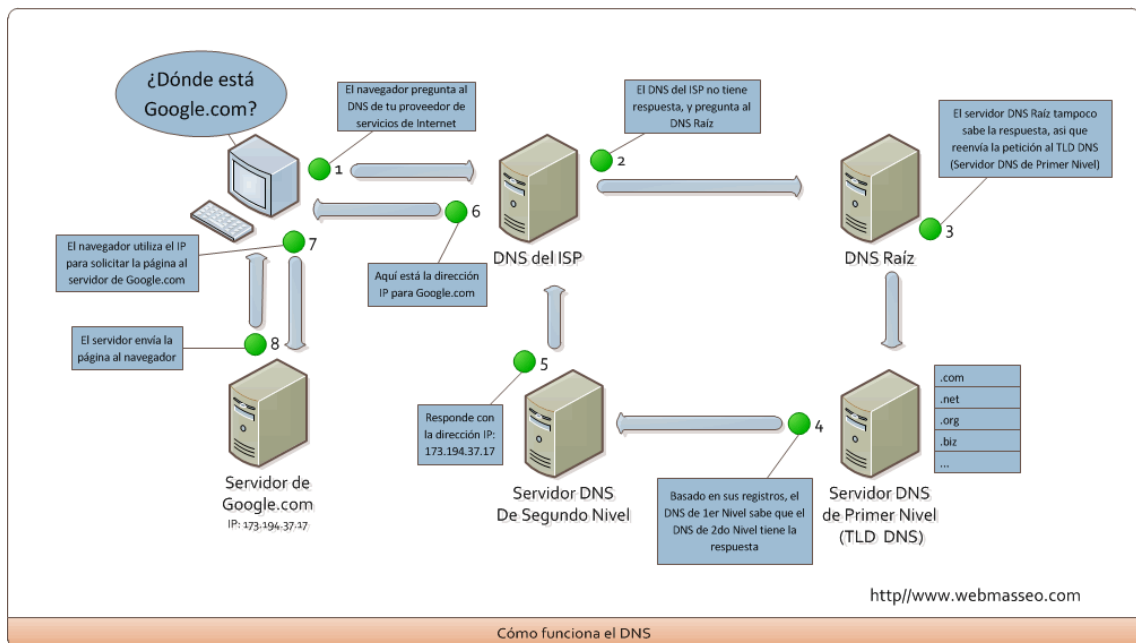 ¿Dónde está
Google.com?
El navegador pregunta al
DNS de tu proveedor de
servicios de Internet
1
El DNS del ISP no tiene
respuesta, y pregunta al
DNS Raíz
2
El servidor DNS Raíz tampoco
sabe la respuesta, asi que
reenvía la petición al TLD DNS
(Servidor DNS de Primer Nivel)
3
6
DNS del ISP
DNS Raíz
7
El navegador utiliza el IP
para solicitar la página al
servidor de Google.com
Aquí está la dirección
IP para Google.com
El servidor envía la
página al navegador
8
5
Responde con
la dirección IP:
173.194.37.17
4
.com
.net
.org
.biz
...
Servidor de
Google.com
IP: 173.194.37.17
Servidor DNS
De Segundo Nivel
Basado en sus registros, el
DNS de 1er Nivel sabe que el
DNS de 2do Nivel tiene la
respuesta
Servidor DNS
de Primer Nivel
(TLD DNS)
http//www.webmasseo.com
Cómo funciona el DNS